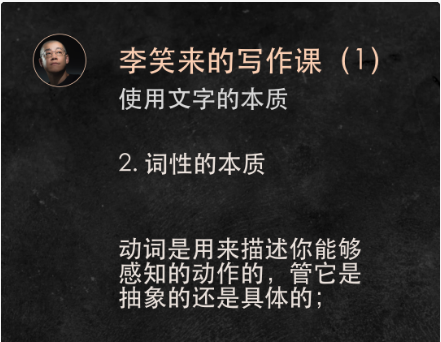 李笑来的写作课（1）
使用文字的本质
2. 词性的本质
动词是用来描述你能够
感知的动作的，管它是
抽象的还是具体的；